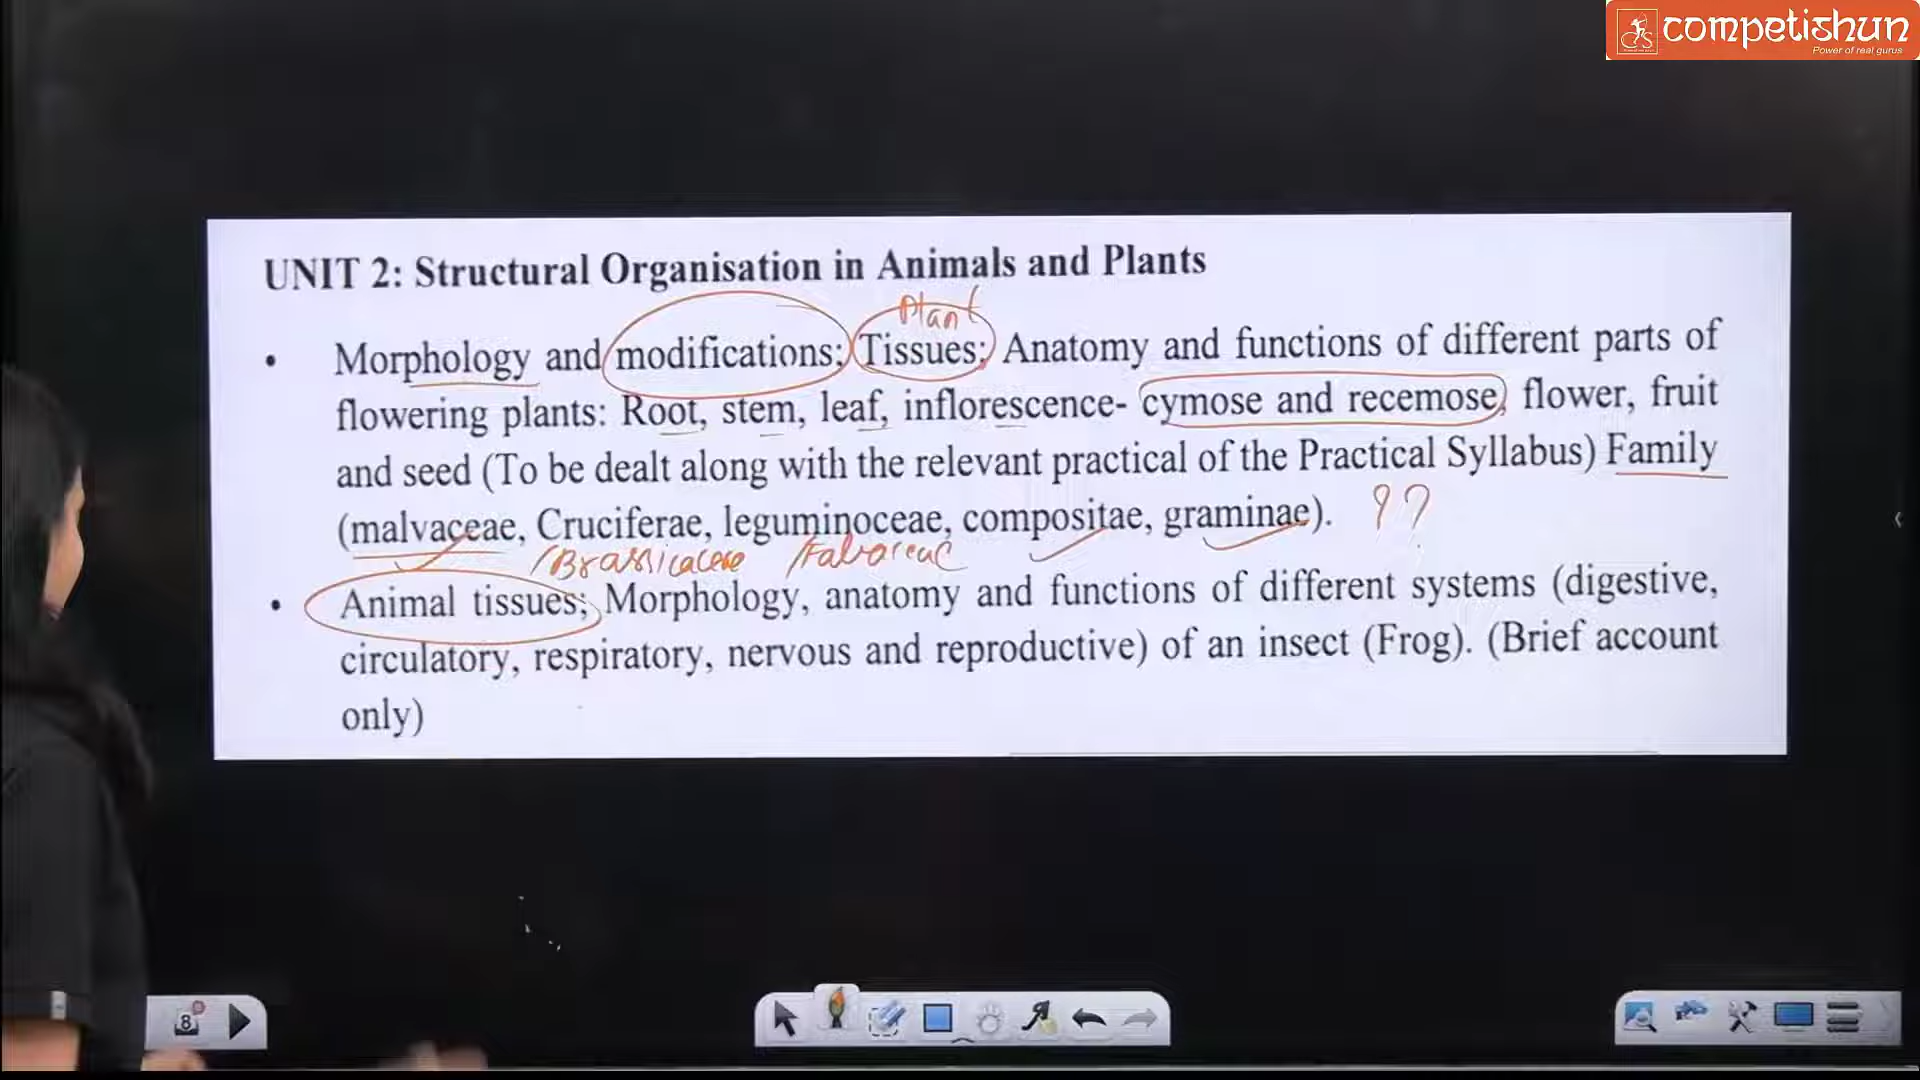 competishun
Power of real gurus
UNIT 2: Structural Organisation in Animals and Plants
Plant
• Morphology and modifications; Tissues; Anatomy and functions of different parts of
flowering plants: Root, stem, leaf, inflorescence- cymose and recemose, flower, fruit
and seed (To be dealt along with the relevant practical of the Practical Syllabus) Family
(malvaceae, Cruciferae, leguminoceae, compositae, graminae). ??
/Brassicaceae /Fabaceae
• Animal tissues; Morphology, anatomy and functions of different systems (digestive,
circulatory, respiratory, nervous and reproductive) of an insect (Frog). (Brief account
only)
8